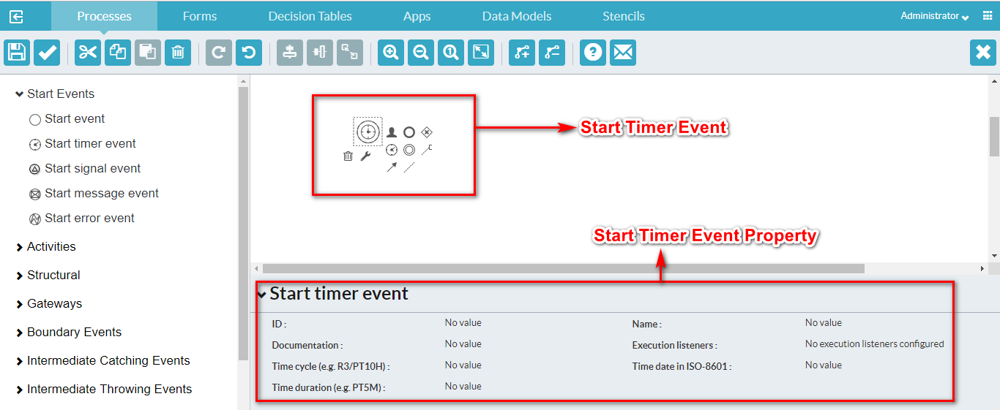 Processes Forms Decision Tables Apps Data Models Stencils Administrator
Start Events
Start event
Start timer event
Start signal event
Start message event
Start error event
Activities
Structural
Gateways
Boundary Events
Intermediate Catching Events
Intermediate Throwing Events
Start Timer Event
Start Timer Event Property
Start timer event
ID : No value Name : No value
Documentation : No value Execution listeners : No execution listeners configured
Time cycle (e.g. R3/PT10H) : No value Time date in ISO-8601 : No value
Time duration (e.g. PT5M) : No value